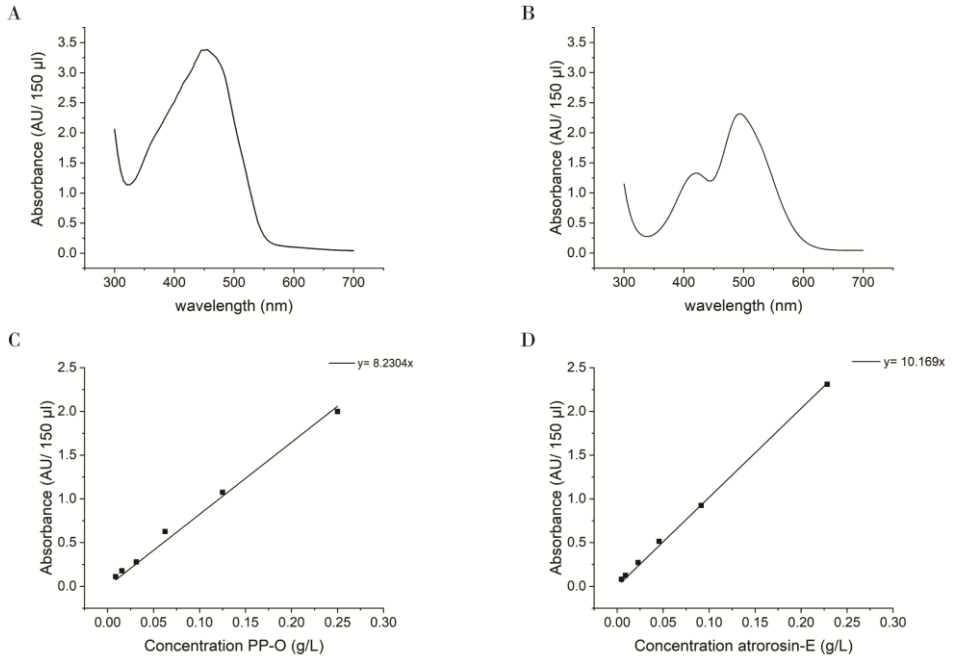 A
3.5
3.0
2.5
2.0
1.5
1.0
0.5
0.0
Absorbance (AU/ 150 µl)
300 400 500 600 700
wavelength (nm)
B
3.5
3.0
2.5
2.0
1.5
1.0
0.5
0.0
Absorbance (AU/ 150 µl)
300 400 500 600 700
wavelength (nm)
C
y= 8.2304x
2.5
2.0
1.5
1.0
0.5
0.0
Absorbance (AU/ 150 µl)
0.00 0.05 0.10 0.15 0.20 0.25 0.30
Concentration PP-O (g/L)
D
y= 10.169x
2.5
2.0
1.5
1.0
0.5
0.0
Absorbance (AU/ 150 µl)
0.00 0.05 0.10 0.15 0.20 0.25 0.30
Concentration atrorosin-E (g/L)